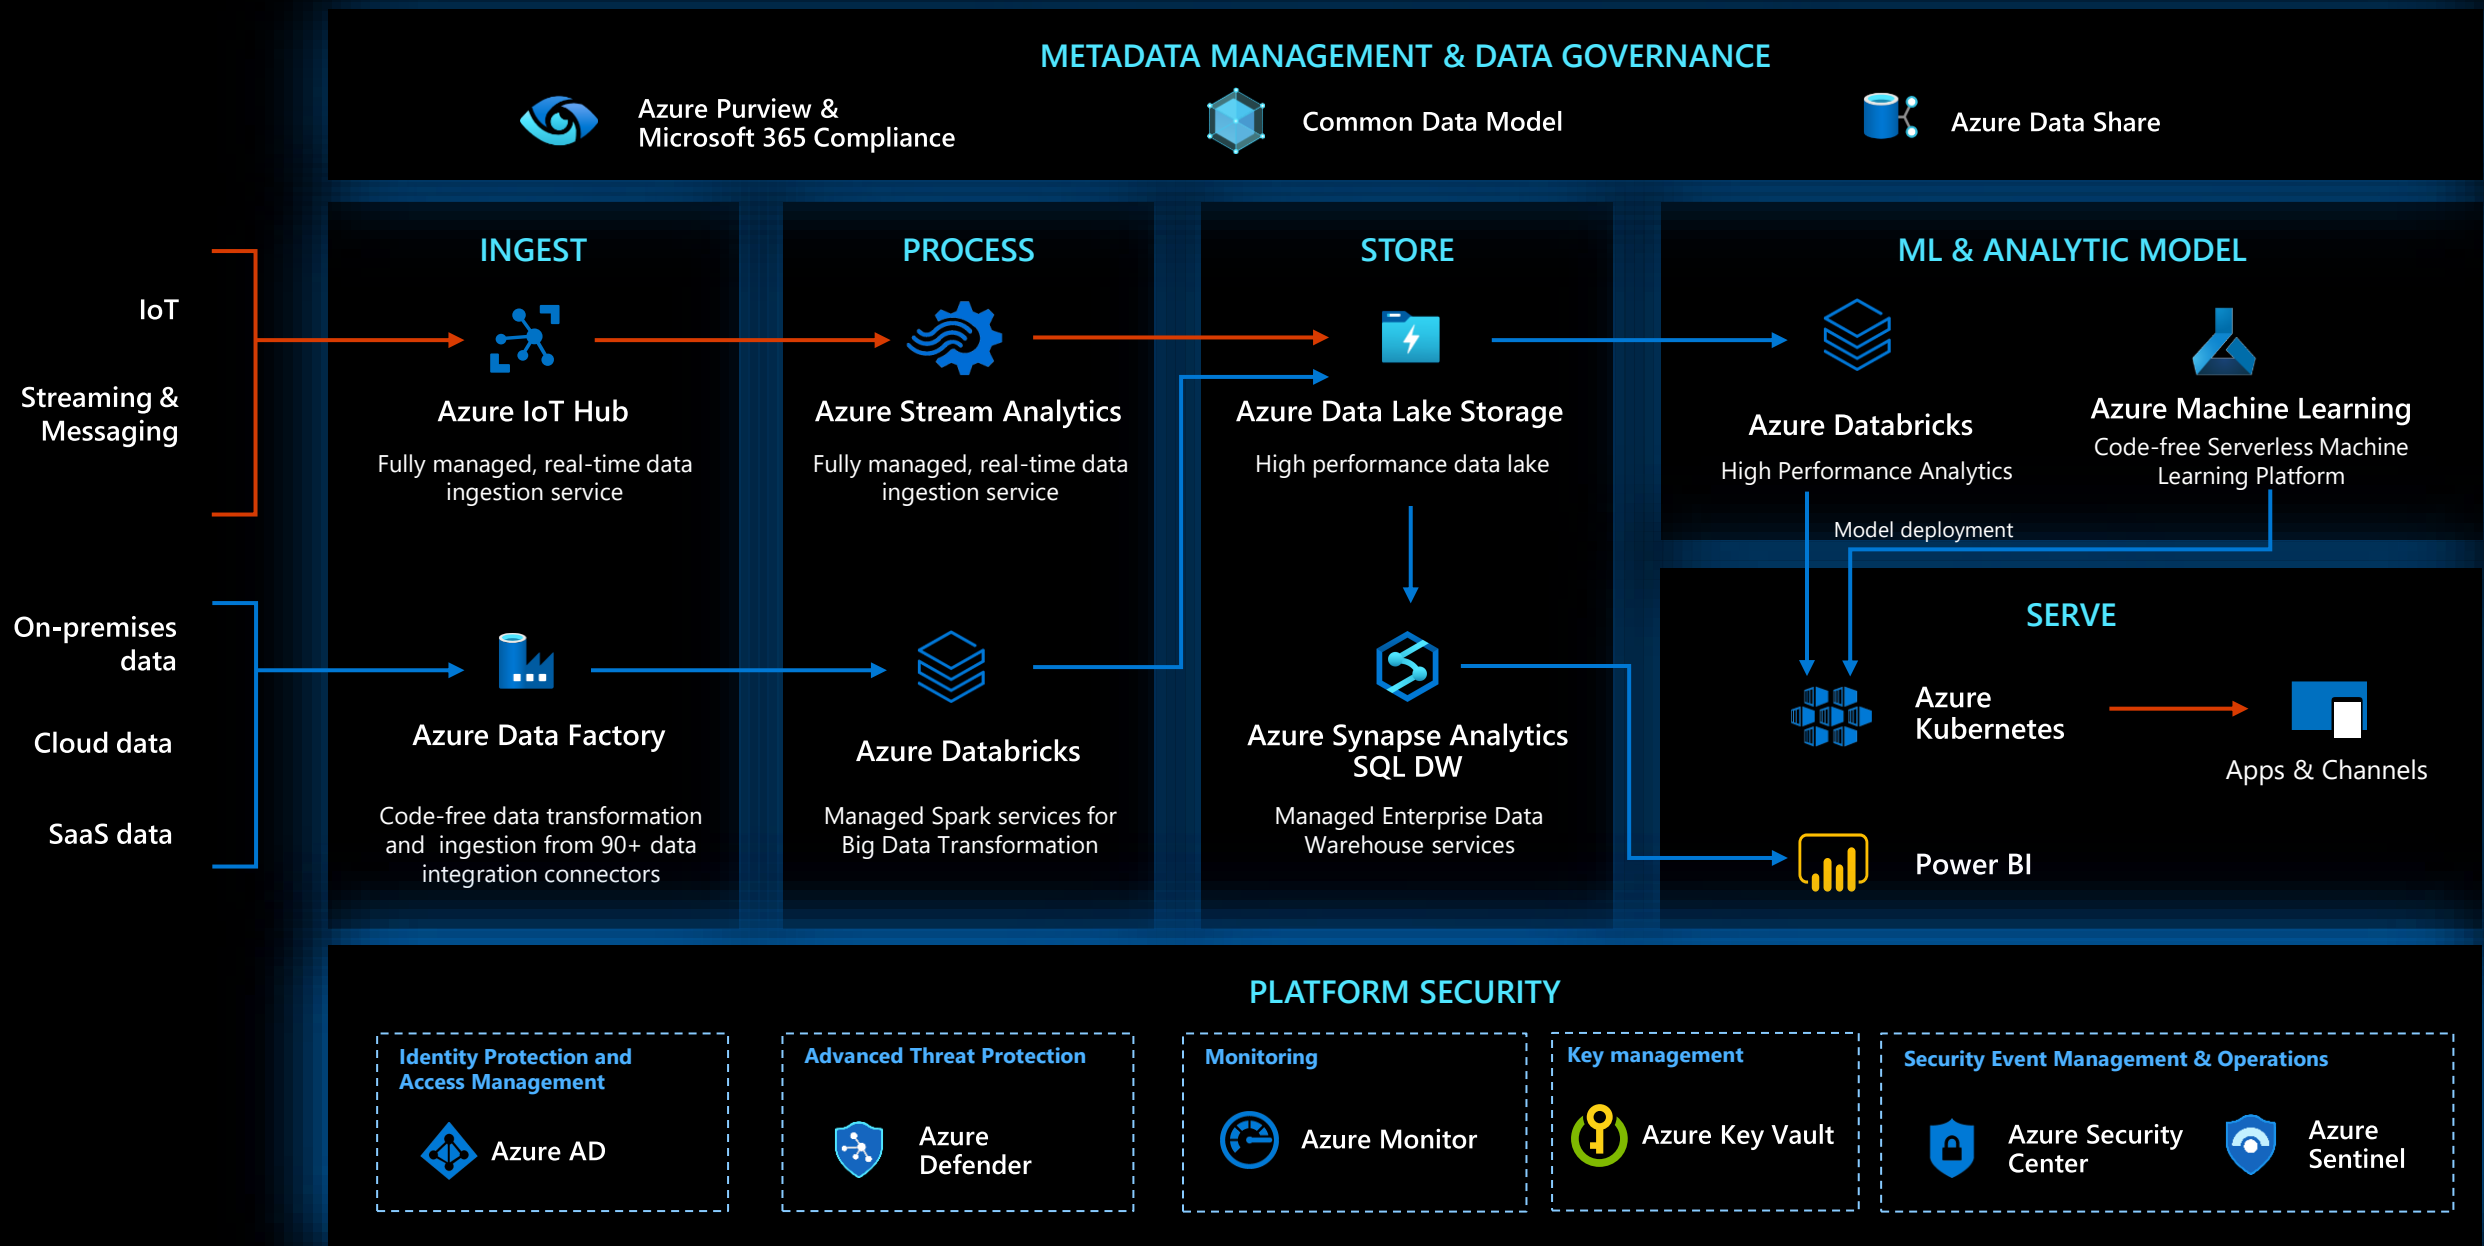 METADATA MANAGEMENT & DATA GOVERNANCE
Azure Purview &
Microsoft 365 Compliance
Common Data Model
Azure Data Share
IoT
Streaming &
Messaging
On-premises
data
Cloud data
SaaS data
INGEST
Azure IoT Hub
Fully managed, real-time data
ingestion service
Azure Data Factory
Code-free data transformation
and ingestion from 90+ data
integration connectors
PROCESS
Azure Stream Analytics
Fully managed, real-time data
ingestion service
Azure Databricks
Managed Spark services for
Big Data Transformation
STORE
Azure Data Lake Storage
High performance data lake
Azure Synapse Analytics
SQL DW
Managed Enterprise Data
Warehouse services
ML & ANALYTIC MODEL
Azure Databricks
High Performance Analytics
Azure Machine Learning
Code-free Serverless Machine
Learning Platform
Model deployment
SERVE
Azure
Kubernetes
Apps & Channels
Power BI
PLATFORM SECURITY
Identity Protection and
Access Management
Azure AD
Advanced Threat Protection
Azure
Defender
Monitoring
Azure Monitor
Key management
Azure Key Vault
Security Event Management & Operations
Azure Security
Center
Azure
Sentinel